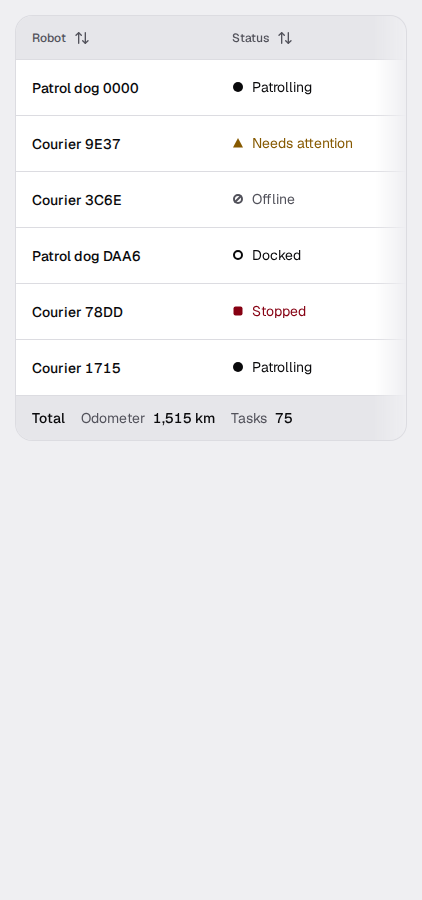 Robot Status
Patrol dog 0000 Patrolling
Courier 9E37 Needs attention
Courier 3C6E Offline
Patrol dog DAA6 Docked
Courier 78DD Stopped
Courier 1715 Patrolling
Total Odometer 1,515 km Tasks 75